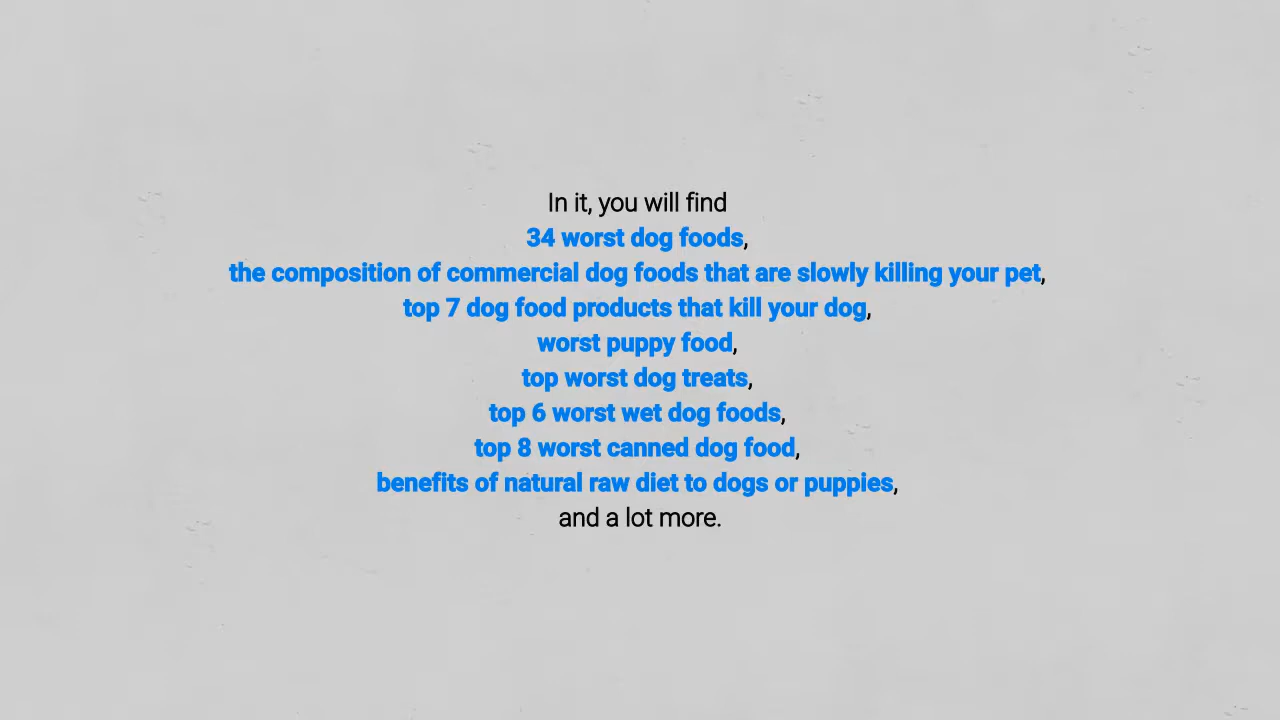 In it, you will find
34 worst dog foods,
the composition of commercial dog foods that are slowly killing your pet,
top 7 dog food products that kill your dog,
worst puppy food,
top worst dog treats,
top 6 worst wet dog foods,
top 8 worst canned dog food,
benefits of natural raw diet to dogs or puppies,
and a lot more.